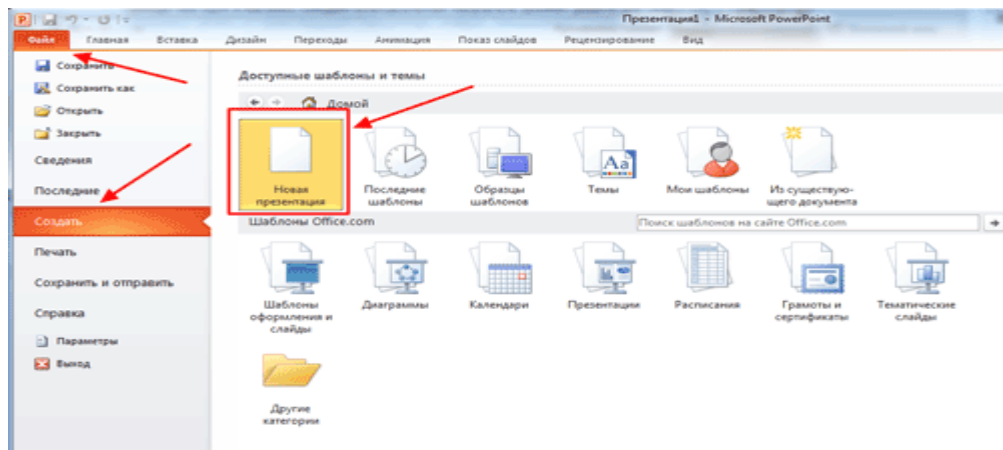 Презентация1 - Microsoft PowerPoint
Файл Главная Вставка Дизайн Переходы Анимация Показ слайдов Рецензирование Вид
Сохранить
Сохранить как
Открыть
Закрыть
Сведения
Последние
Создать
Печать
Сохранить и отправить
Справка
Параметры
Выход
Доступные шаблоны и темы
Домой
Новая
презентация
Последние
шаблоны
Образцы
шаблонов
Темы
Мои шаблоны
Из существую-
щего документа
Шаблоны Office.com
Поиск шаблонов на сайте Office.com
Шаблоны
оформления и
слайды
Диаграммы
Календари
Презентации
Расписания
Грамоты и
сертификаты
Тематические
слайды
Другие
категории